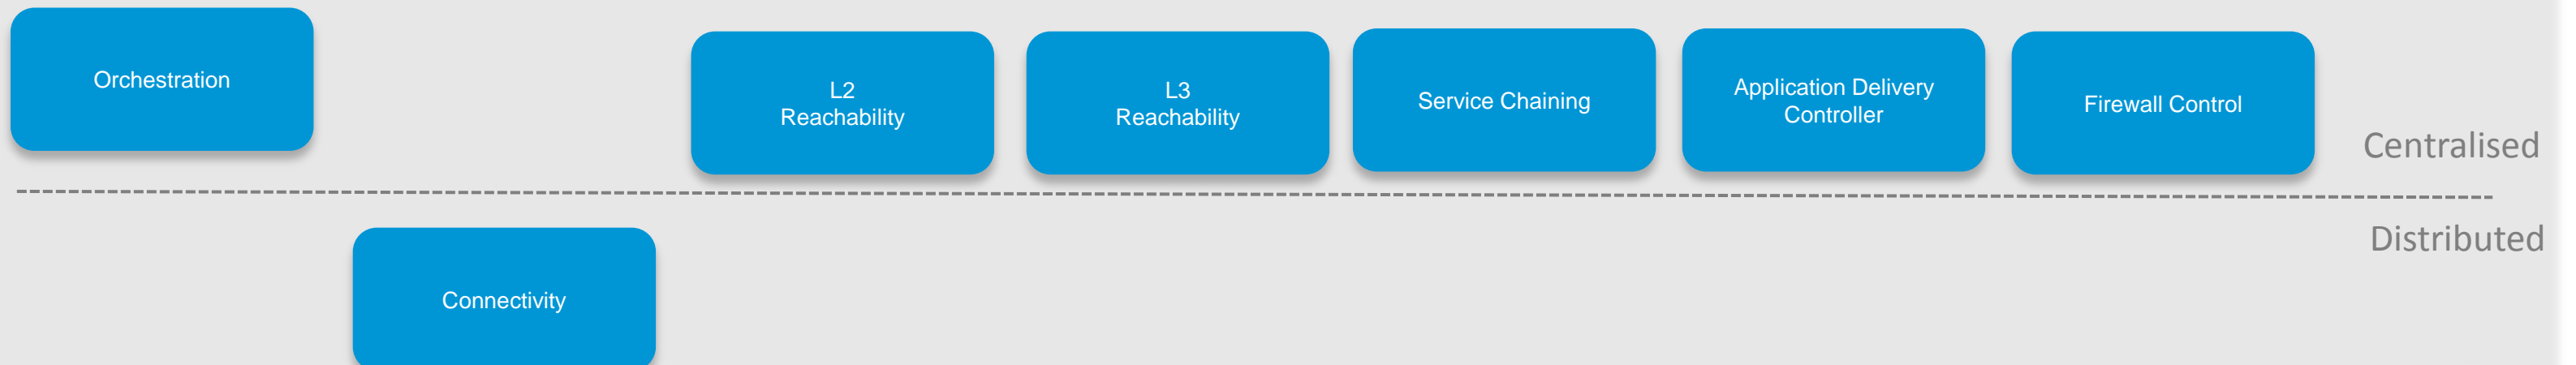 Orchestration
L2
Reachability
L3
Reachability
Service Chaining
Application Delivery
Controller
Firewall Control
Centralised
Distributed
Connectivity